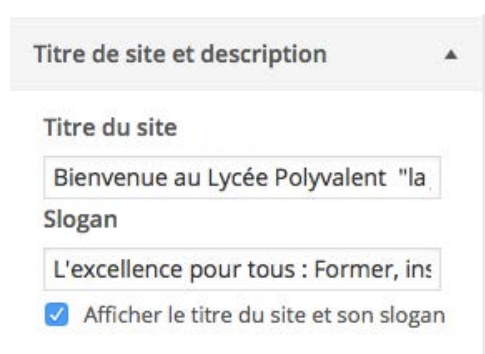 Titre de site et description
Titre du site
Bienvenue au Lycée Polyvalent "la
Slogan
L'excellence pour tous : Former, ins
Afficher le titre du site et son slogan